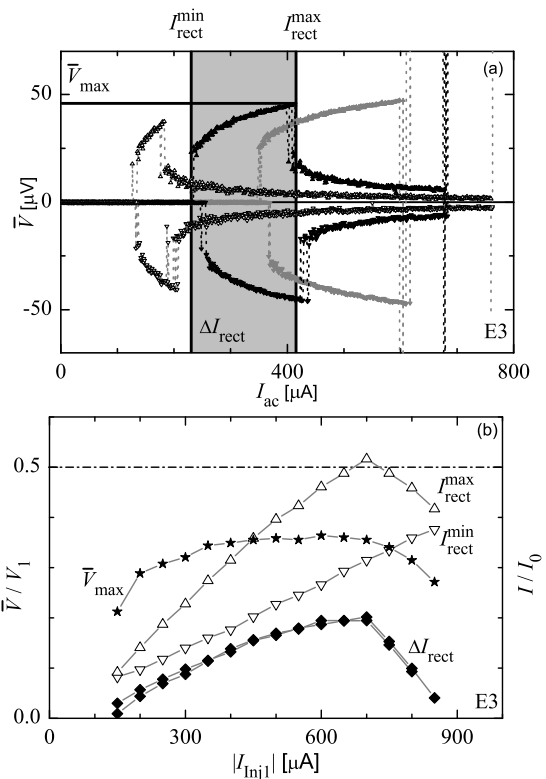 I_rect^min I_rect^max
(a)
V̄_max
50
0
-50
V̄ [μV]
ΔI_rect
E3
0 400 800
I_ac [μA]
(b)
0.5
I_rect^max
I_rect^min
V̄_max
V̄ / V_1
I / I_0
ΔI_rect
0.0
E3
300 600 900
|I_Inj1| [μA]